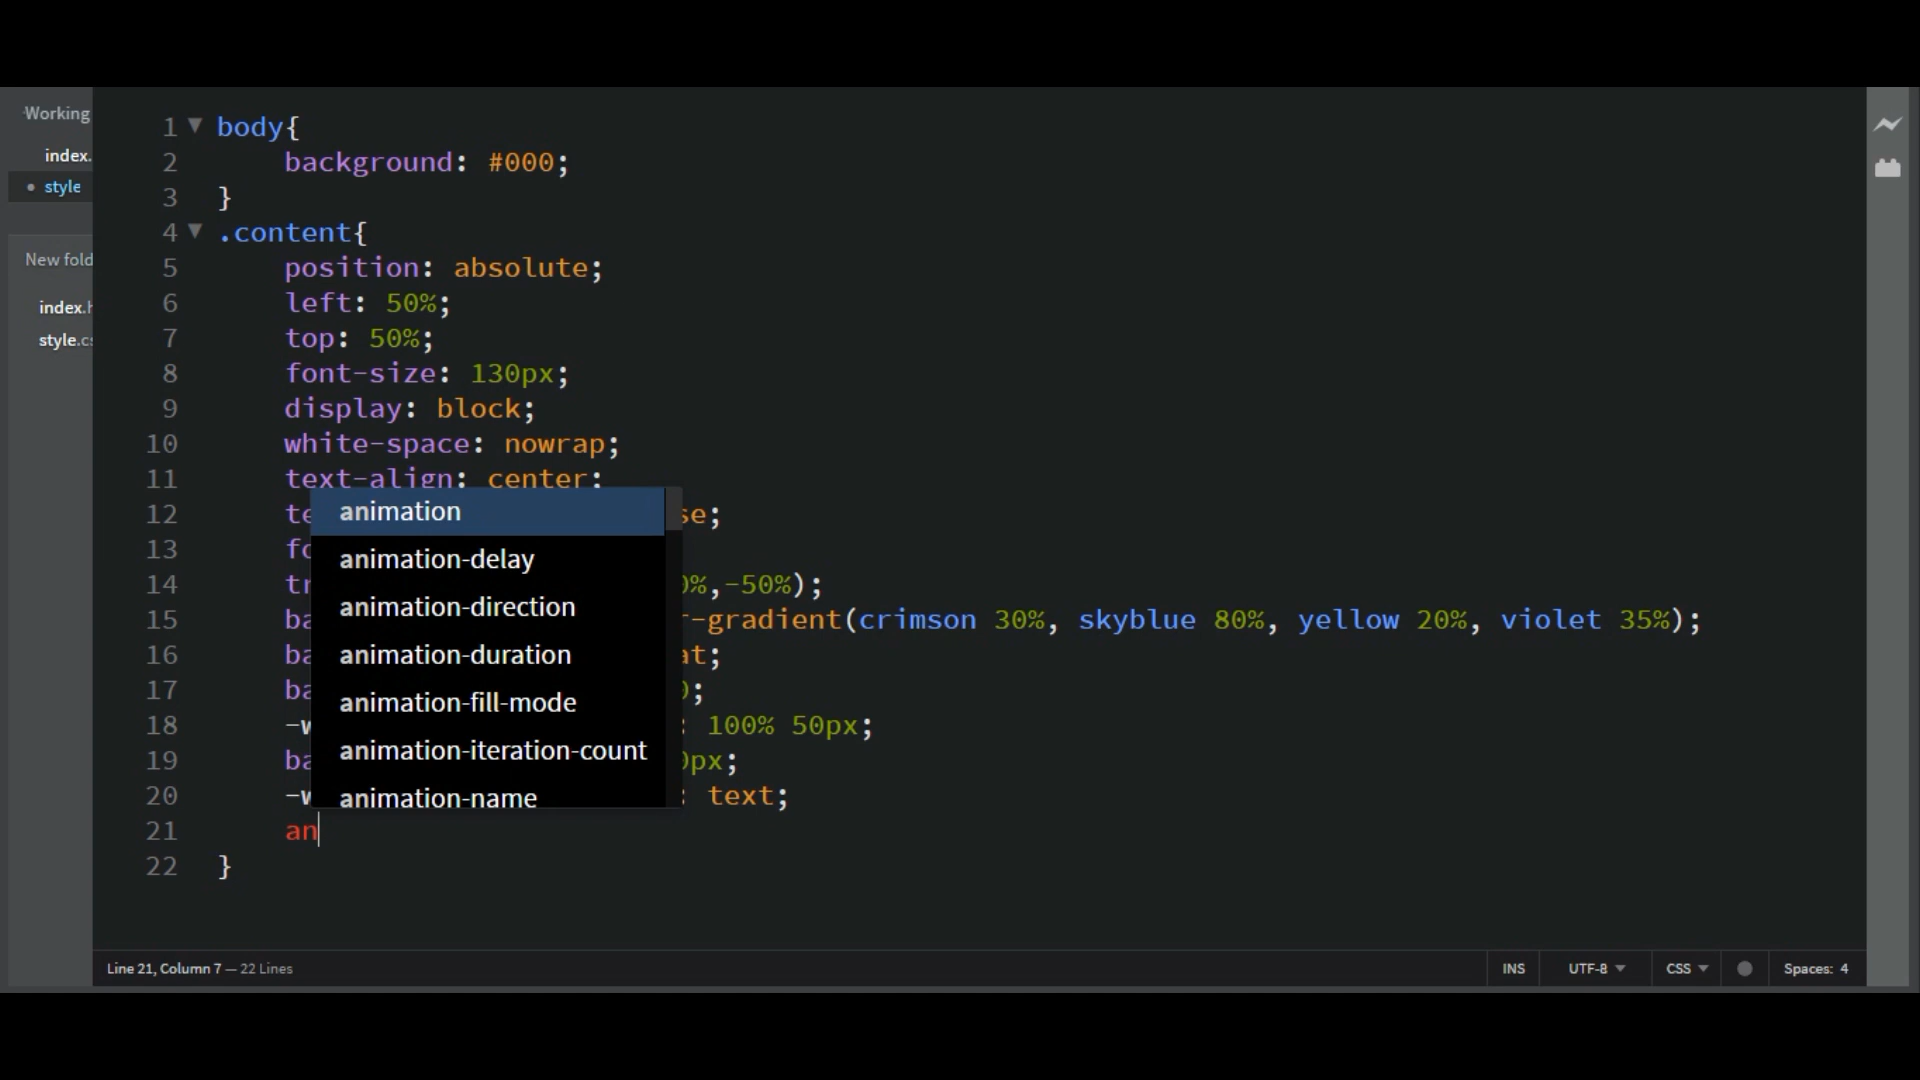 Working
index.
style
New fold
index.h
style.cs
1 body{
2 background: #000;
3 }
4 .content{
5 position: absolute;
6 left: 50%;
7 top: 50%;
8 font-size: 130px;
9 display: block;
10 white-space: nowrap;
11 text-align: center;
12 te se;
13 fo
14 tr 0%,-50%);
15 ba r-gradient(crimson 30%, skyblue 80%, yellow 20%, violet 35%);
16 ba at;
17 ba 0;
18 -w : 100% 50px;
19 ba 0px;
20 -w : text;
21 an
22 }
animation
animation-delay
animation-direction
animation-duration
animation-fill-mode
animation-iteration-count
animation-name
Line 21, Column 7 — 22 Lines
INS UTF-8 CSS Spaces: 4